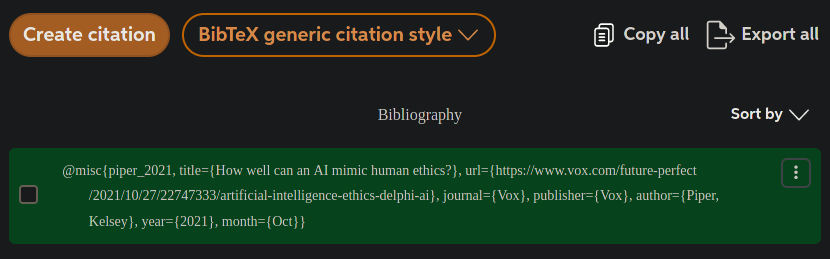 Create citation
BibTeX generic citation style
Copy all
Export all
Bibliography
Sort by
@misc{piper_2021, title={How well can an AI mimic human ethics?}, url={https://www.vox.com/future-perfect
/2021/10/27/22747333/artificial-intelligence-ethics-delphi-ai}, journal={Vox}, publisher={Vox}, author={Piper,
Kelsey}, year={2021}, month={Oct}}